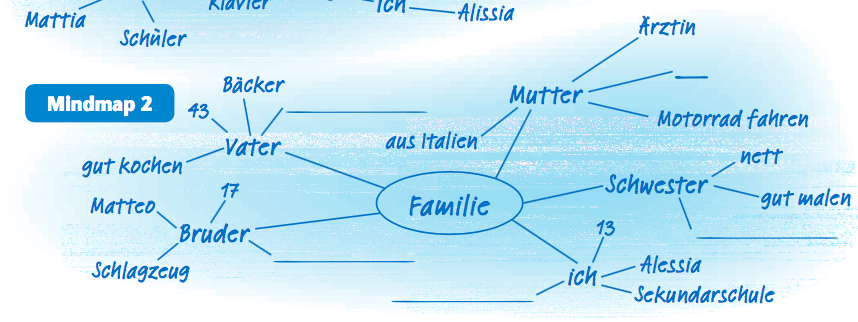 Mattia
Schüler
Klavier
ich
Alissia
Mindmap 2
Familie
Vater
43
Bäcker
gut kochen
Mutter
Ärztin
Motorrad fahren
aus Italien
Bruder
Matteo
17
Schlagzeug
Schwester
nett
gut malen
ich
13
Alessia
Sekundarschule